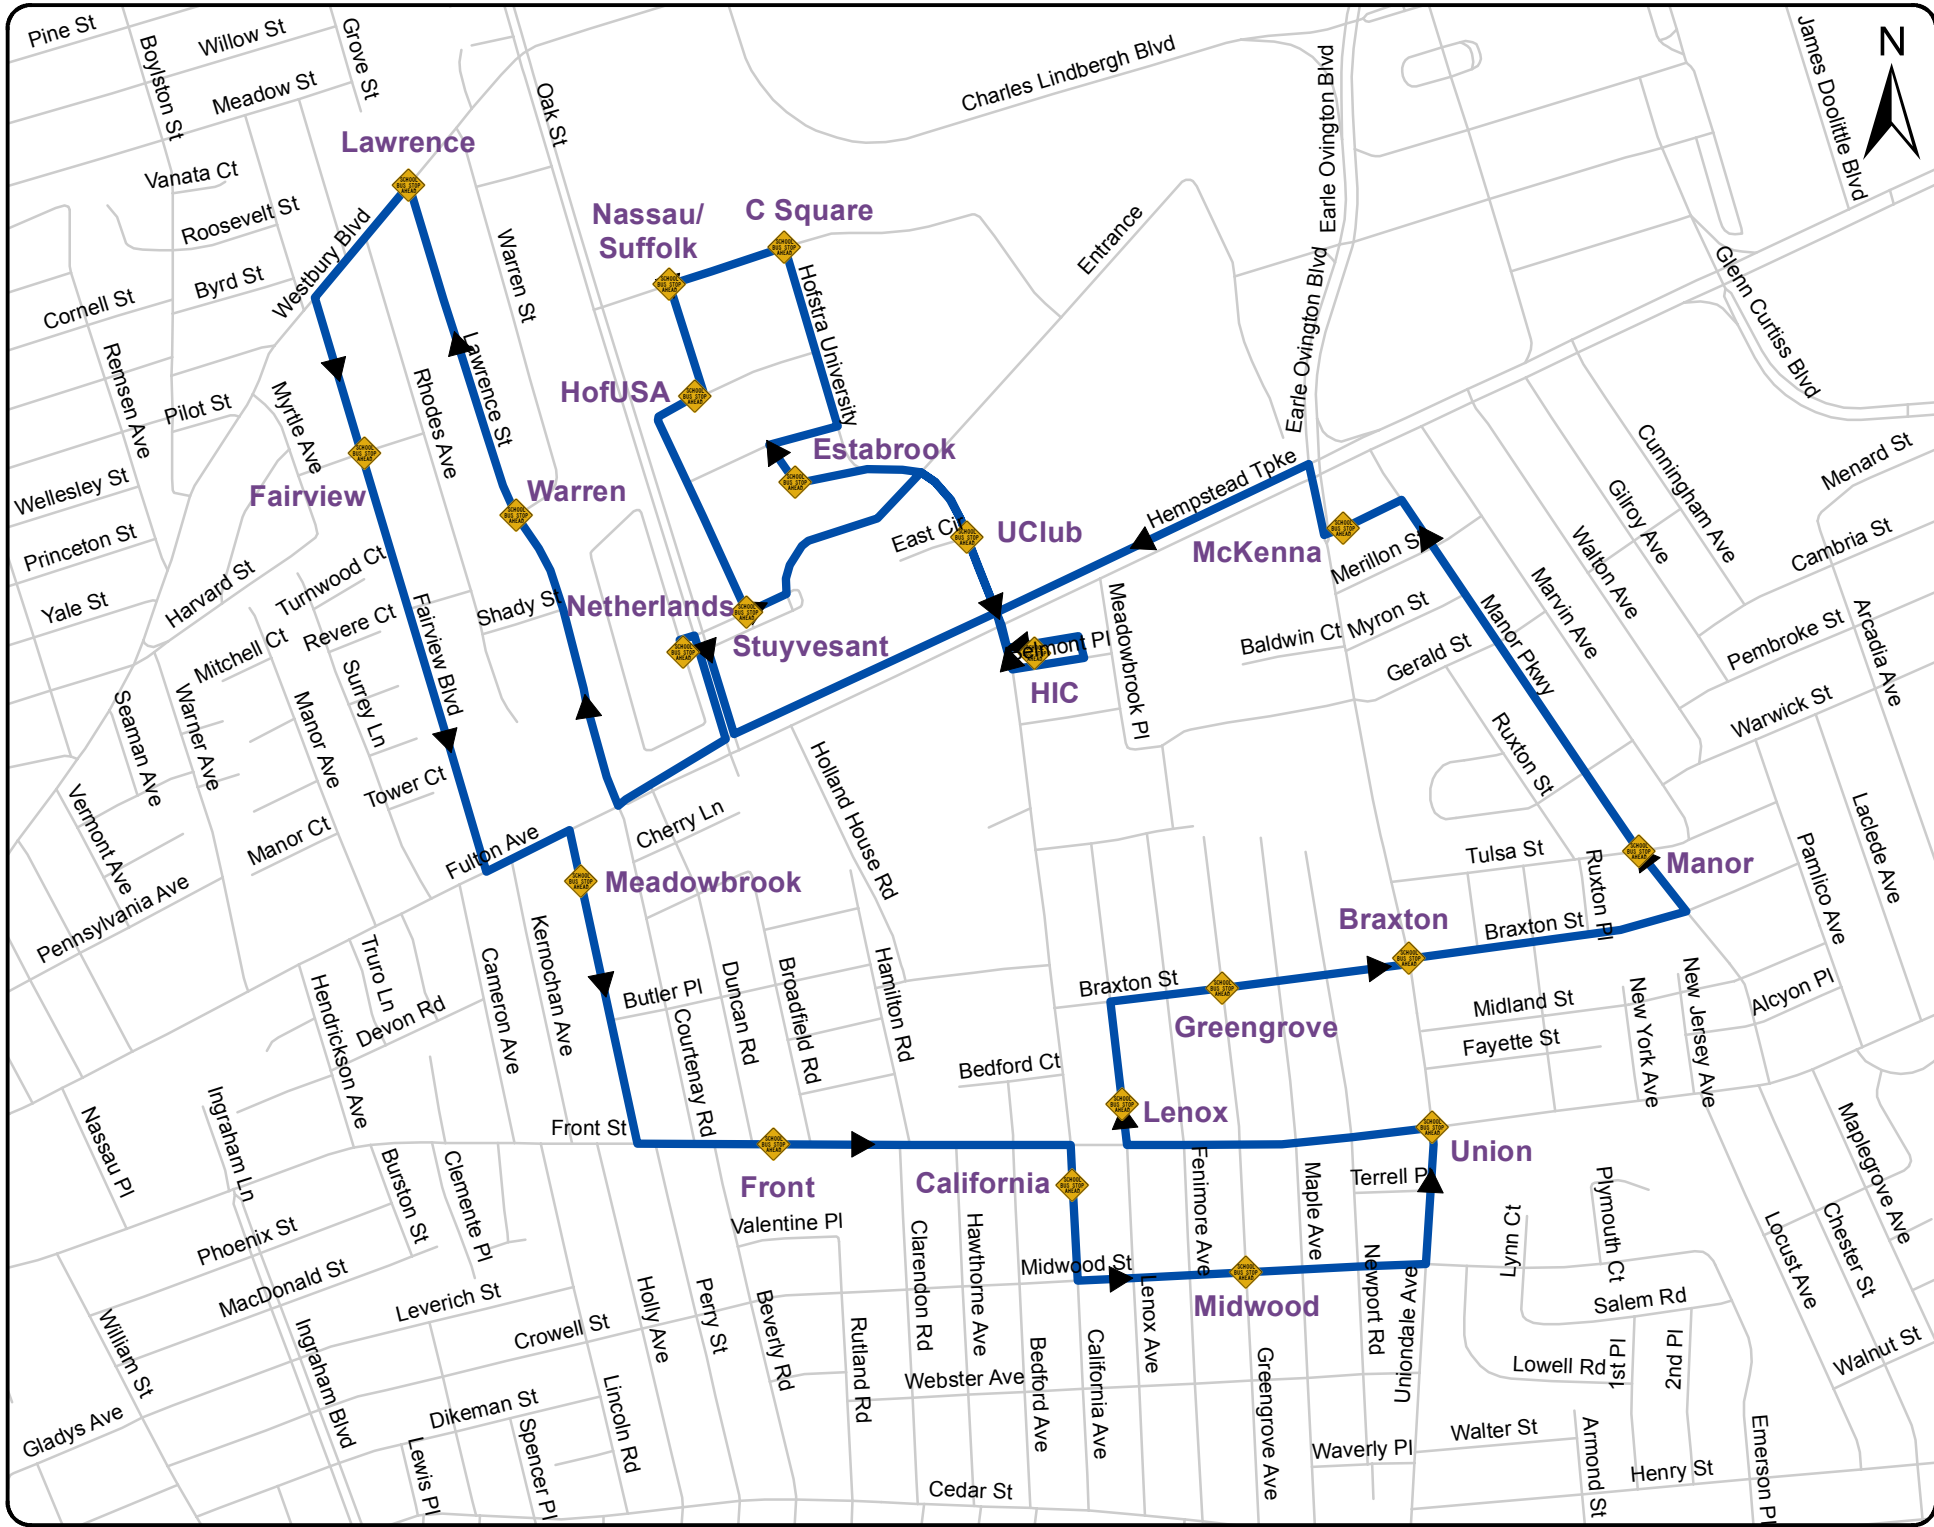 Pine St
Willow St
Boylston St
Grove St
Meadow St
Oak St
Charles Lindbergh Blvd
Earle Ovington Blvd
James Doolittle Blvd
N
Lawrence
Vanata Ct
Roosevelt St
Westbury Blvd
Byrd St
Cornell St
Warren St
Nassau/
Suffolk
C Square
Hofstra University
Entrance
Earle Ovington Blvd
Earle Ovington Blvd
Glenn Curtiss Blvd
Remsen Ave
Pilot St
Myrtle Ave
Rhodes Ave
Lawrence St
HofUSA
Estabrook
Hempstead Tpke
Cunningham Ave
Menard St
Wellesley St
Fairview
Warren
Gilroy Ave
Walton Ave
Princeton St
East Cir
UClub
McKenna
Merillon St
Cambria St
Harvard St
Turnwood Ct
Yale St
Fairview Blvd
Shady St
Netherlands
Stuyvesant
Belmont Pl
HIC
Meadowbrook Pl
Baldwin Ct
Myron St
Gerald St
Manor Pkwy
Marvin Ave
Pembroke St
Arcadia Ave
Mitchell Ct
Revere Ct
Surrey Ln
Manor Ave
Warner Ave
Seaman Ave
Warwick St
Ruxton St
Holland House Rd
Tower Ct
Vermont Ave
Manor Ct
Fulton Ave
Cherry Ln
Laclede Ave
Pamlico Ave
Pennsylvania Ave
Meadowbrook
Tulsa St
Ruxton Pl
Manor
Braxton
Braxton St
Kernochan Ave
Cameron Ave
Truro Ln
Hendrickson Ave
Devon Rd
Butler Pl
Duncan Rd
Broadfield Rd
Hamilton Rd
Courtenay Rd
Braxton St
Greengrove
Midland St
Fayette St
New York Ave
New Jersey Ave
Alcyon Pl
Bedford Ct
Nassau Pl
Ingraham Ln
Front St
Lenox
Union
Maplegrove Ave
Burston St
Clemente Pl
Front
California
Fenimore Ave
Maple Ave
Terrell Pl
Plymouth Ct
Lynn Ct
Locust Ave
Chester St
Phoenix St
Valentine Pl
Clarendon Rd
Hawthorne Ave
Midwood St
Midwood
Newport Rd
Uniondale Ave
MacDonald St
Leverich St
Holly Ave
Perry St
Beverly Rd
Lenox Ave
Salem Rd
William St
Ingraham Blvd
Crowell St
Rutland Rd
Bedford Ave
California Ave
Greengrove Ave
Lowell Rd
1st Pl
2nd Pl
Walnut St
Webster Ave
Gladys Ave
Dikeman St
Lincoln Rd
Spencer Pl
Lewis Pl
Waverly Pl
Walter St
Armond St
Henry St
Emerson Pl
Cedar St